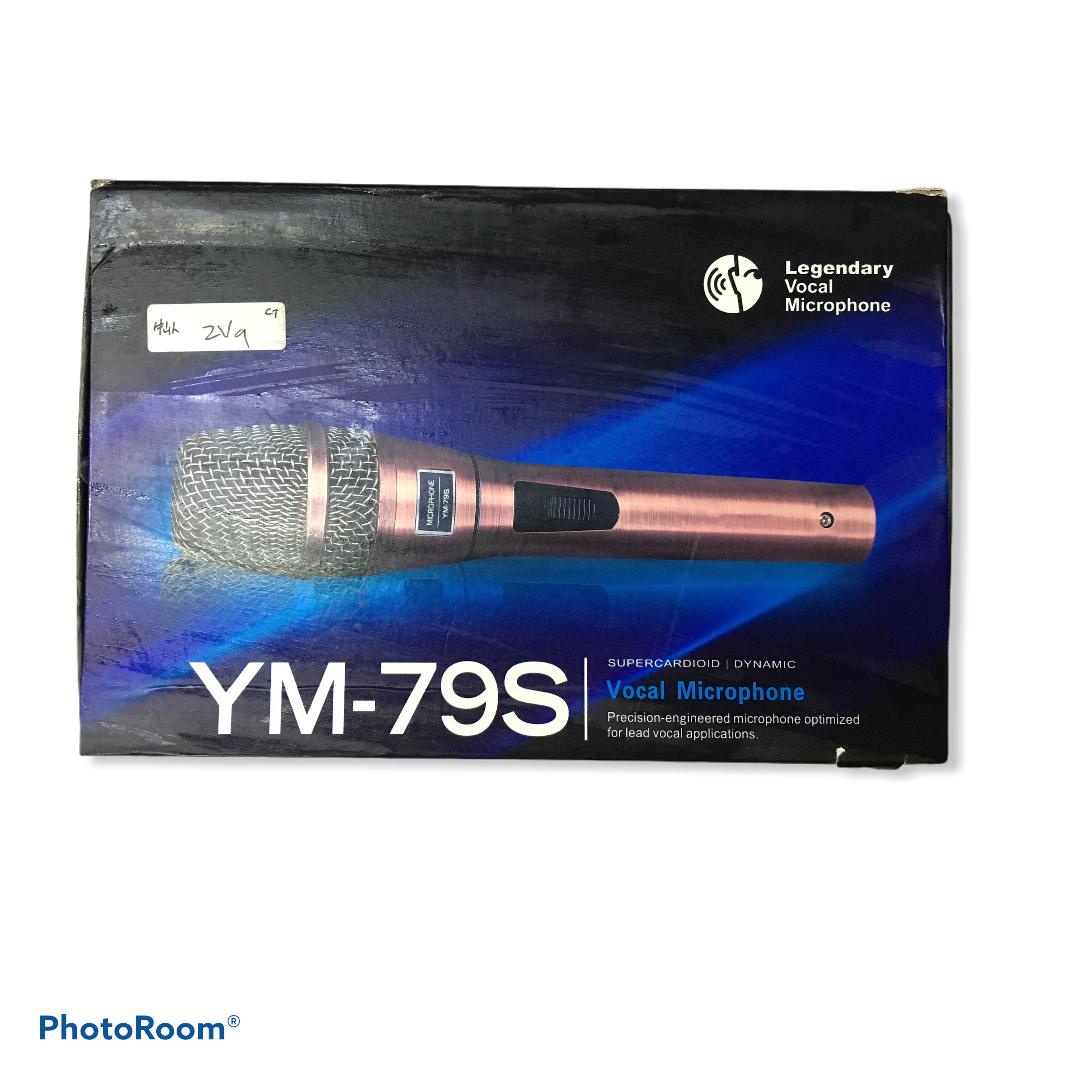 Legendary
Vocal
Microphone
2V9
CT
MICROPHONE
YM-79S
YM-79S
SUPERCARDIOID | DYNAMIC
Vocal Microphone
Precision-engineered microphone optimized
for lead vocal applications.
PhotoRoom®